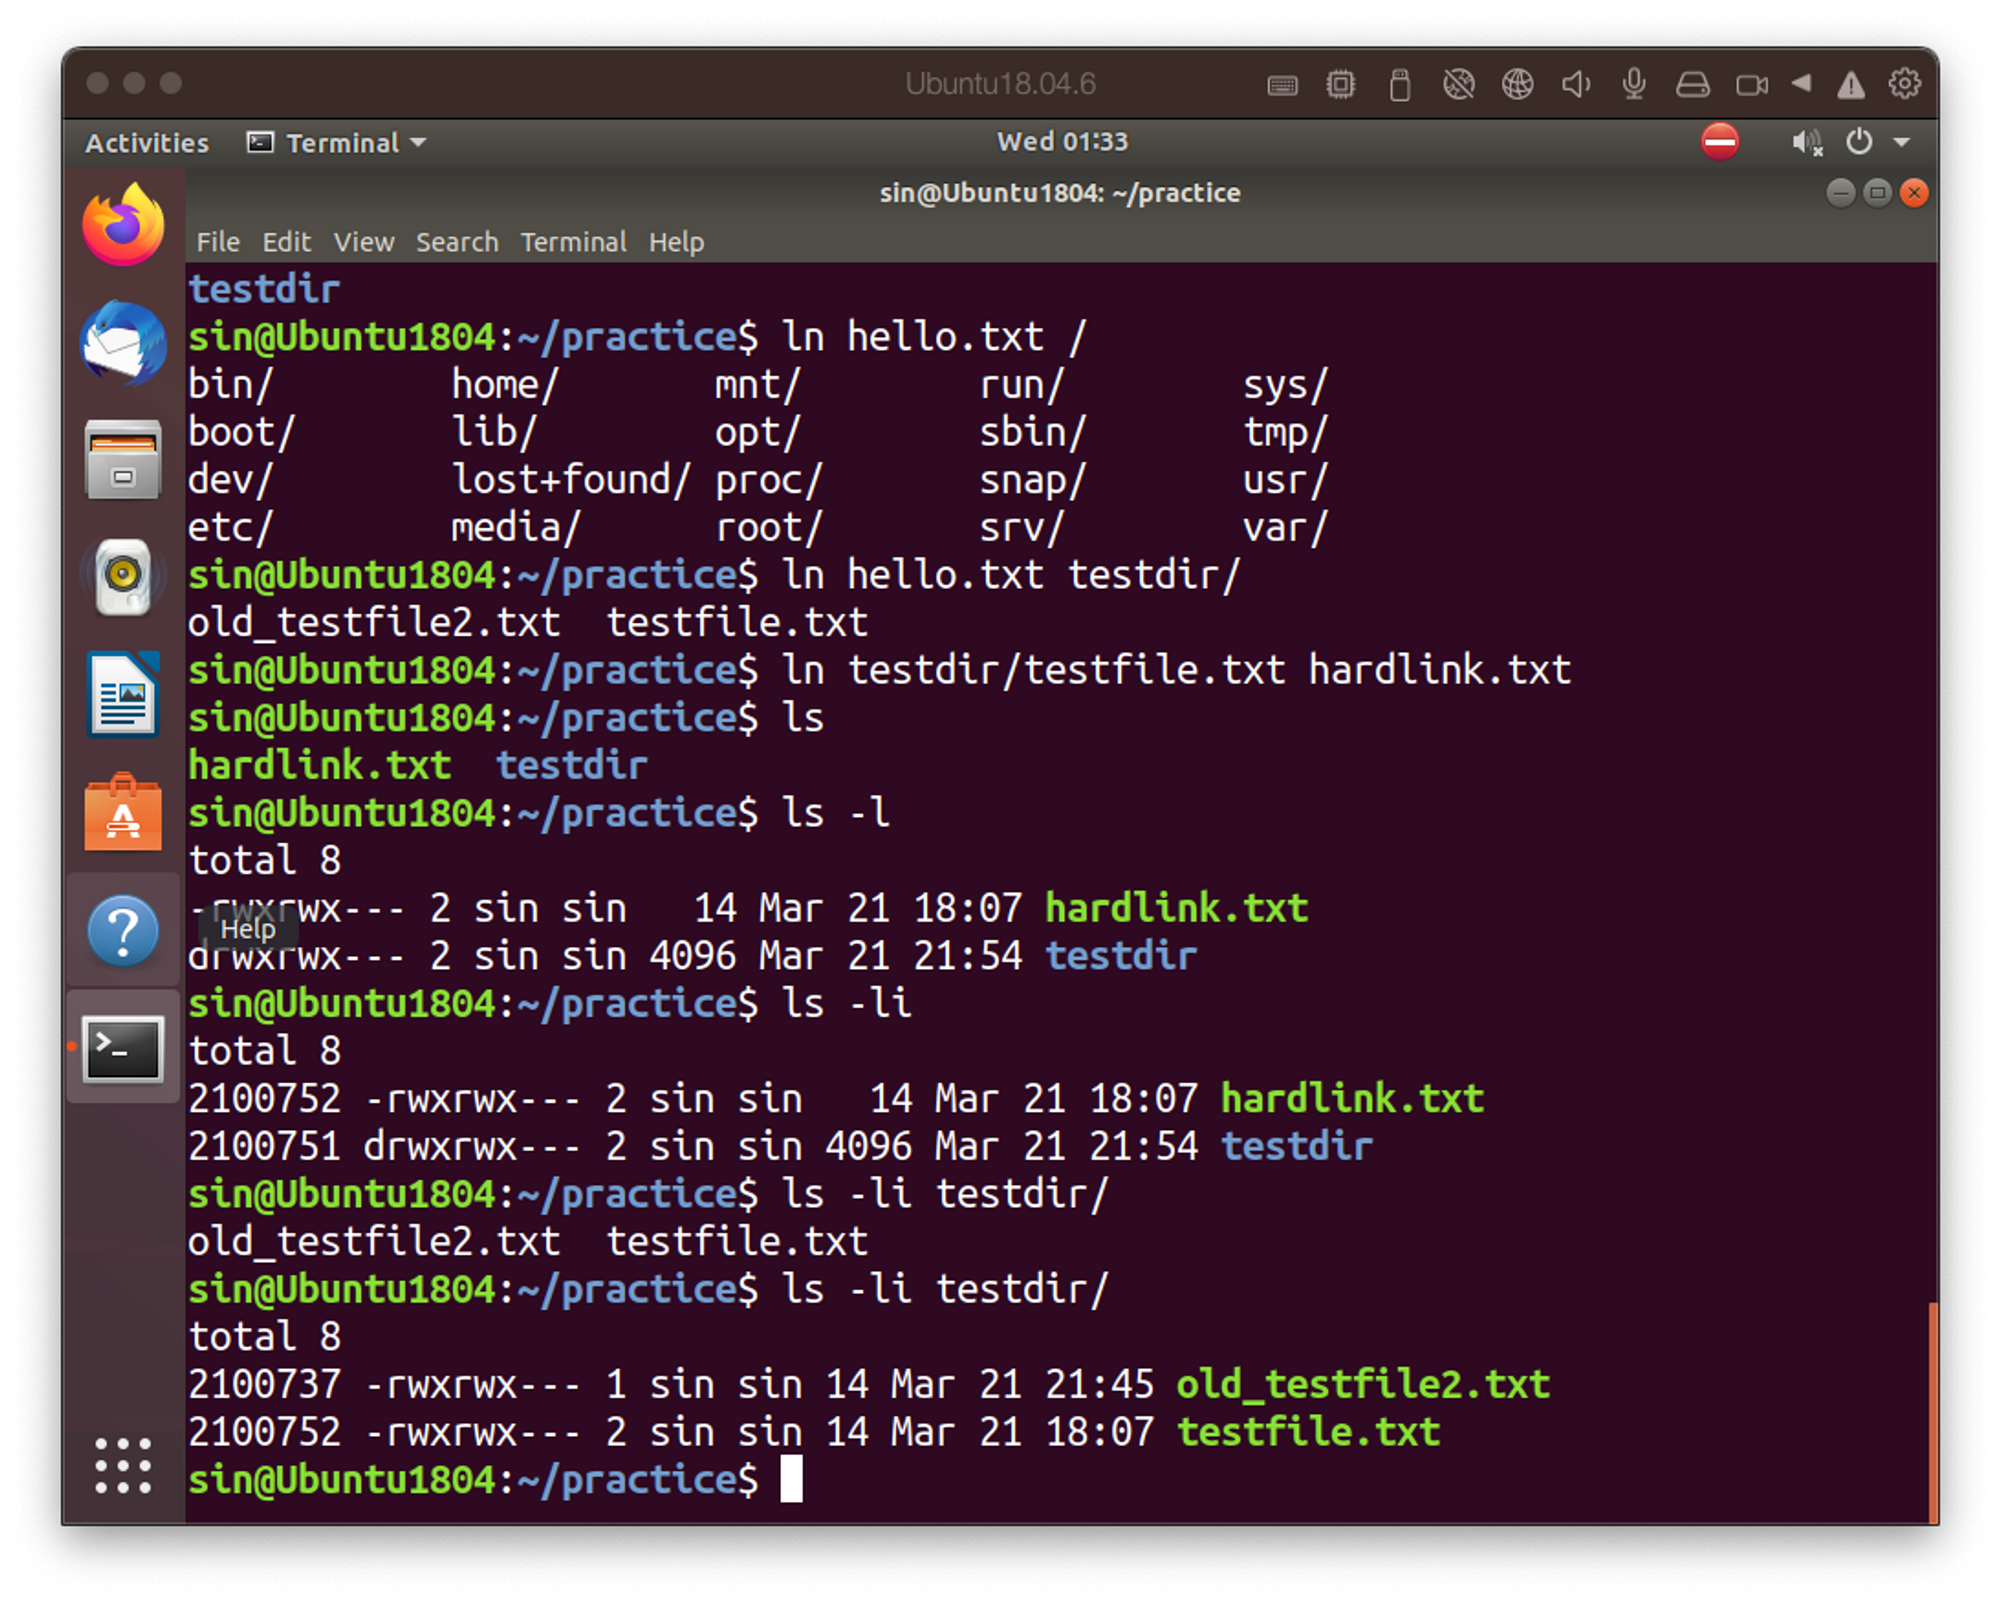 Ubuntu18.04.6
Activities Terminal Wed 01:33
sin@Ubuntu1804: ~/practice
File Edit View Search Terminal Help
testdir
sin@Ubuntu1804:~/practice$ ln hello.txt /
bin/ home/ mnt/ run/ sys/
boot/ lib/ opt/ sbin/ tmp/
dev/ lost+found/ proc/ snap/ usr/
etc/ media/ root/ srv/ var/
sin@Ubuntu1804:~/practice$ ln hello.txt testdir/
old_testfile2.txt testfile.txt
sin@Ubuntu1804:~/practice$ ln testdir/testfile.txt hardlink.txt
sin@Ubuntu1804:~/practice$ ls
hardlink.txt testdir
sin@Ubuntu1804:~/practice$ ls -l
total 8
-rwxrwx--- 2 sin sin 14 Mar 21 18:07 hardlink.txt
Help
drwxrwx--- 2 sin sin 4096 Mar 21 21:54 testdir
sin@Ubuntu1804:~/practice$ ls -li
total 8
2100752 -rwxrwx--- 2 sin sin 14 Mar 21 18:07 hardlink.txt
2100751 drwxrwx--- 2 sin sin 4096 Mar 21 21:54 testdir
sin@Ubuntu1804:~/practice$ ls -li testdir/
old_testfile2.txt testfile.txt
sin@Ubuntu1804:~/practice$ ls -li testdir/
total 8
2100737 -rwxrwx--- 1 sin sin 14 Mar 21 21:45 old_testfile2.txt
2100752 -rwxrwx--- 2 sin sin 14 Mar 21 18:07 testfile.txt
sin@Ubuntu1804:~/practice$